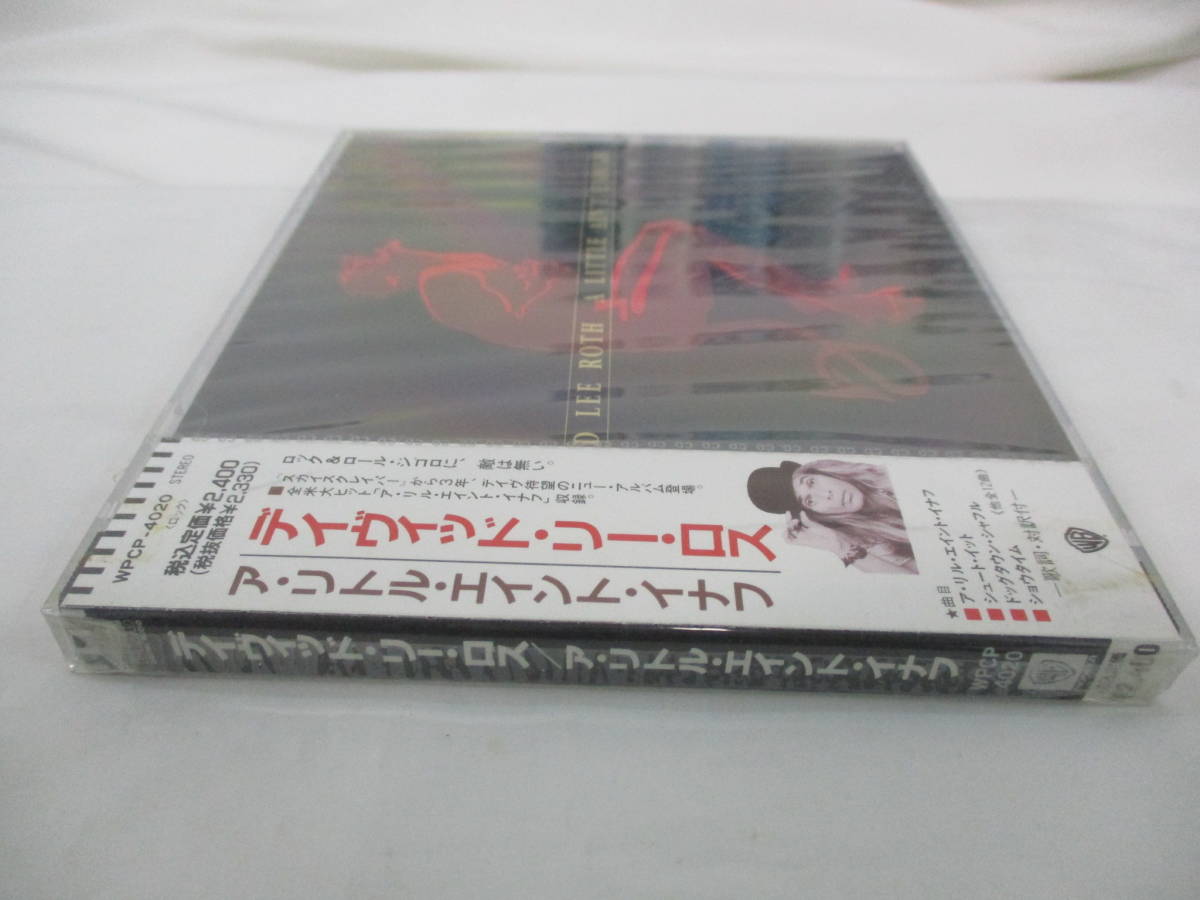 D LEE ROTH A LITTLE AIN'T
WPCP-4020 STEREO
〈ロック〉
税込定価¥2,400
(税抜価格¥2,330)
ロック&ロール・ジゴロに、敵は無い。
『スカイスクレイパー』から3年、デイヴ待望のニュー・アルバム登場。
■全米大ヒット「ア・リル・エイント・イナフ」収録。
デイヴィッド・リー・ロス
ア・リトル・エイント・イナフ
★曲目
■ア・リル・エイント・イナフ
■シュート・イット
■ドッグタウン・シャフル
■ショウタイム
(他全12曲)
—歌詞・対訳付—
WB
デイヴィッド・リー・ロス/ア・リトル・エイント・イナフ
WPCP
-4020